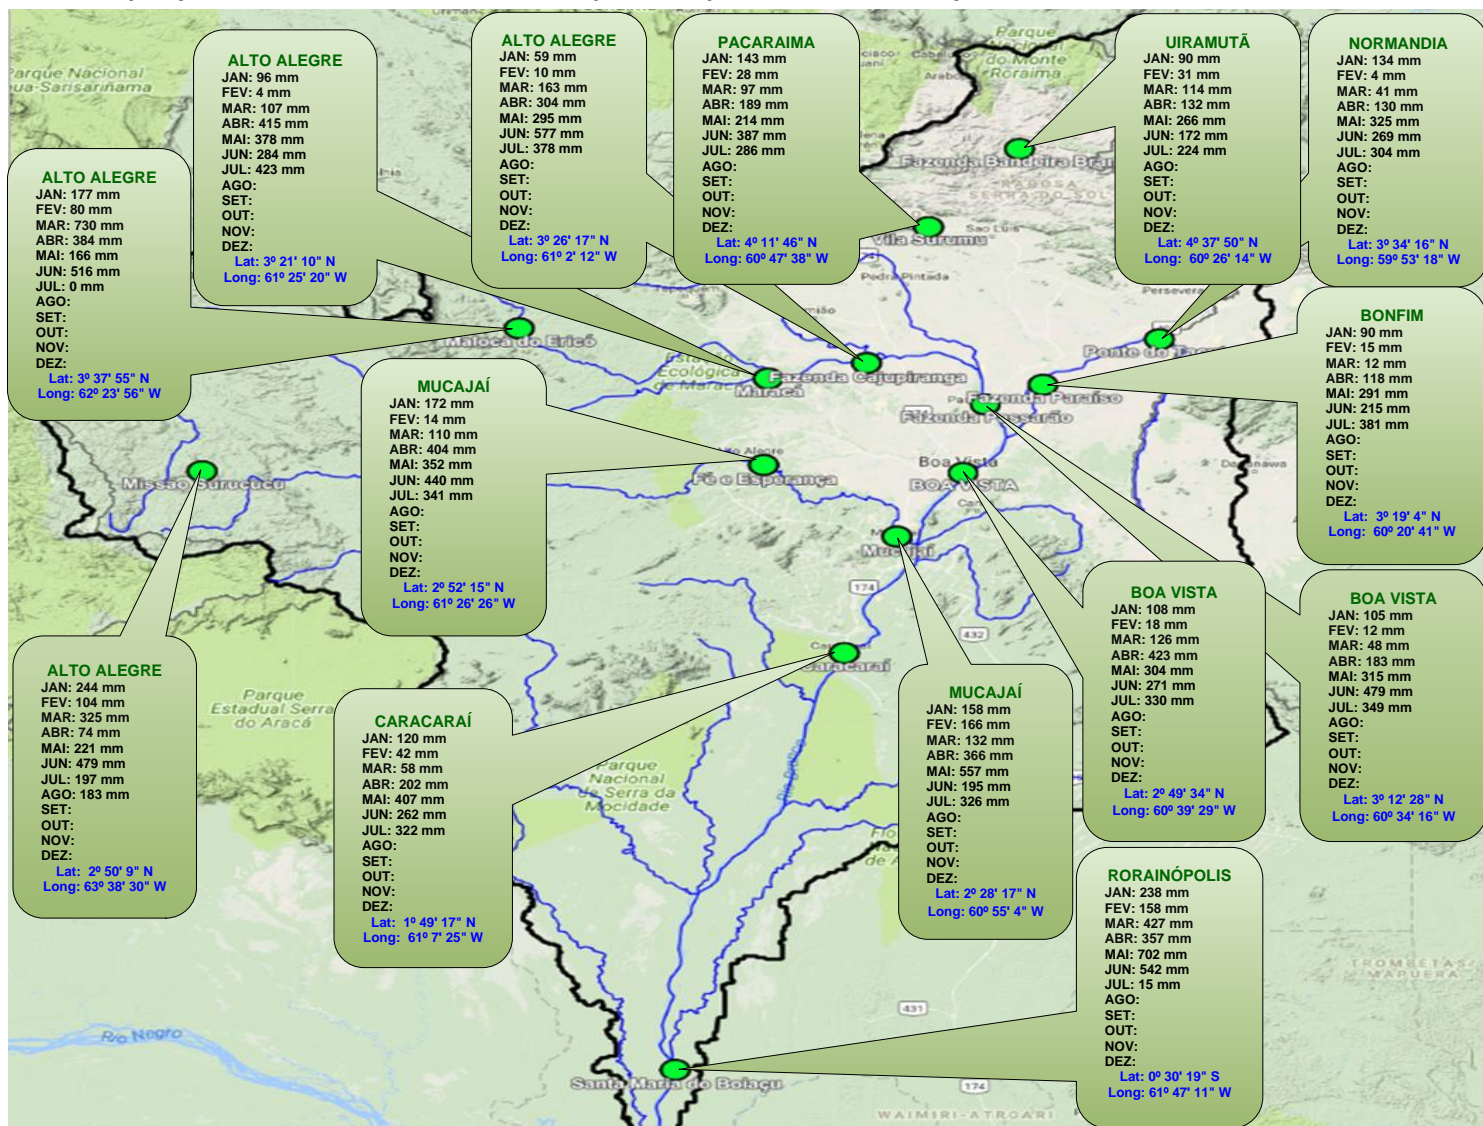 ALTO ALEGRE
JAN: 96 mm
FEV: 4 mm
MAR: 107 mm
ABR: 415 mm
MAI: 378 mm
JUN: 284 mm
JUL: 423 mm
AGO:
SET:
OUT:
NOV:
DEZ:
Lat: 3º 21' 10" N
Long: 61º 25' 20" W
ALTO ALEGRE
JAN: 59 mm
FEV: 10 mm
MAR: 163 mm
ABR: 304 mm
MAI: 295 mm
JUN: 577 mm
JUL: 378 mm
AGO:
SET:
OUT:
NOV:
DEZ:
Lat: 3º 26' 17" N
Long: 61º 2' 12" W
PACARAIMA
JAN: 143 mm
FEV: 28 mm
MAR: 97 mm
ABR: 189 mm
MAI: 214 mm
JUN: 387 mm
JUL: 286 mm
AGO:
SET:
OUT:
NOV:
DEZ:
Lat: 4º 11' 46" N
Long: 60º 47' 38" W
UIRAMUTÃ
JAN: 90 mm
FEV: 31 mm
MAR: 114 mm
ABR: 132 mm
MAI: 266 mm
JUN: 172 mm
JUL: 224 mm
AGO:
SET:
OUT:
NOV:
DEZ:
Lat: 4º 37' 50" N
Long: 60º 26' 14" W
NORMANDIA
JAN: 134 mm
FEV: 4 mm
MAR: 41 mm
ABR: 130 mm
MAI: 325 mm
JUN: 269 mm
JUL: 304 mm
AGO:
SET:
OUT:
NOV:
DEZ:
Lat: 3º 34' 16" N
Long: 59º 53' 18" W
ALTO ALEGRE
JAN: 177 mm
FEV: 80 mm
MAR: 730 mm
ABR: 384 mm
MAI: 166 mm
JUN: 516 mm
JUL: 0 mm
AGO:
SET:
OUT:
NOV:
DEZ:
Lat: 3º 37' 55" N
Long: 62º 23' 56" W
MUCAJAÍ
JAN: 172 mm
FEV: 14 mm
MAR: 110 mm
ABR: 404 mm
MAI: 352 mm
JUN: 440 mm
JUL: 341 mm
AGO:
SET:
OUT:
NOV:
DEZ:
Lat: 2º 52' 15" N
Long: 61º 26' 26" W
BONFIM
JAN: 90 mm
FEV: 15 mm
MAR: 12 mm
ABR: 118 mm
MAI: 291 mm
JUN: 215 mm
JUL: 381 mm
AGO:
SET:
OUT:
NOV:
DEZ:
Lat: 3º 19' 4" N
Long: 60º 20' 41" W
ALTO ALEGRE
JAN: 244 mm
FEV: 104 mm
MAR: 325 mm
ABR: 74 mm
MAI: 221 mm
JUN: 479 mm
JUL: 197 mm
AGO: 183 mm
SET:
OUT:
NOV:
DEZ:
Lat: 2º 50' 9" N
Long: 63º 38' 30" W
CARACARAÍ
JAN: 120 mm
FEV: 42 mm
MAR: 58 mm
ABR: 202 mm
MAI: 407 mm
JUN: 262 mm
JUL: 322 mm
AGO:
SET:
OUT:
NOV:
DEZ:
Lat: 1º 49' 17" N
Long: 61º 7' 25" W
MUCAJAÍ
JAN: 158 mm
FEV: 166 mm
MAR: 132 mm
ABR: 366 mm
MAI: 557 mm
JUN: 195 mm
JUL: 326 mm
AGO:
SET:
OUT:
NOV:
DEZ:
Lat: 2º 28' 17" N
Long: 60º 55' 4" W
BOA VISTA
JAN: 108 mm
FEV: 18 mm
MAR: 126 mm
ABR: 423 mm
MAI: 304 mm
JUN: 271 mm
JUL: 330 mm
AGO:
SET:
OUT:
NOV:
DEZ:
Lat: 2º 49' 34" N
Long: 60º 39' 29" W
BOA VISTA
JAN: 105 mm
FEV: 12 mm
MAR: 48 mm
ABR: 183 mm
MAI: 315 mm
JUN: 479 mm
JUL: 349 mm
AGO:
SET:
OUT:
NOV:
DEZ:
Lat: 3º 12' 28" N
Long: 60º 34' 16" W
RORAINÓPOLIS
JAN: 238 mm
FEV: 158 mm
MAR: 427 mm
ABR: 357 mm
MAI: 702 mm
JUN: 542 mm
JUL: 15 mm
AGO:
SET:
OUT:
NOV:
DEZ:
Lat: 0º 30' 19" S
Long: 61º 47' 11" W
Parque Nacional
Parque
do Monte
Roraima
Fazenda Bandeira
RAPOSA
SERRA DO SOL
Vila Surumu
Sao Luis
Pedra Pintada
Maloca do Ericó
Ecológica
Maracá
Fazenda Cajupiranga
Ponte do
Fazenda Paraíso
Fazenda Passarão
Fé e Esperança
Boa Vista
BOA VISTA
Missão Surucucu
Mucajaí
174
432
Caracaraí
Parque
Estadual Serra
do Aracá
Parque
Nacional
da Serra da
Mocidade
Rio Branco
Rio Negro
431
174
Santa Maria do Boiaçu
WAIMIRI-ATROARI
TROMBETAS/
MAPUERA